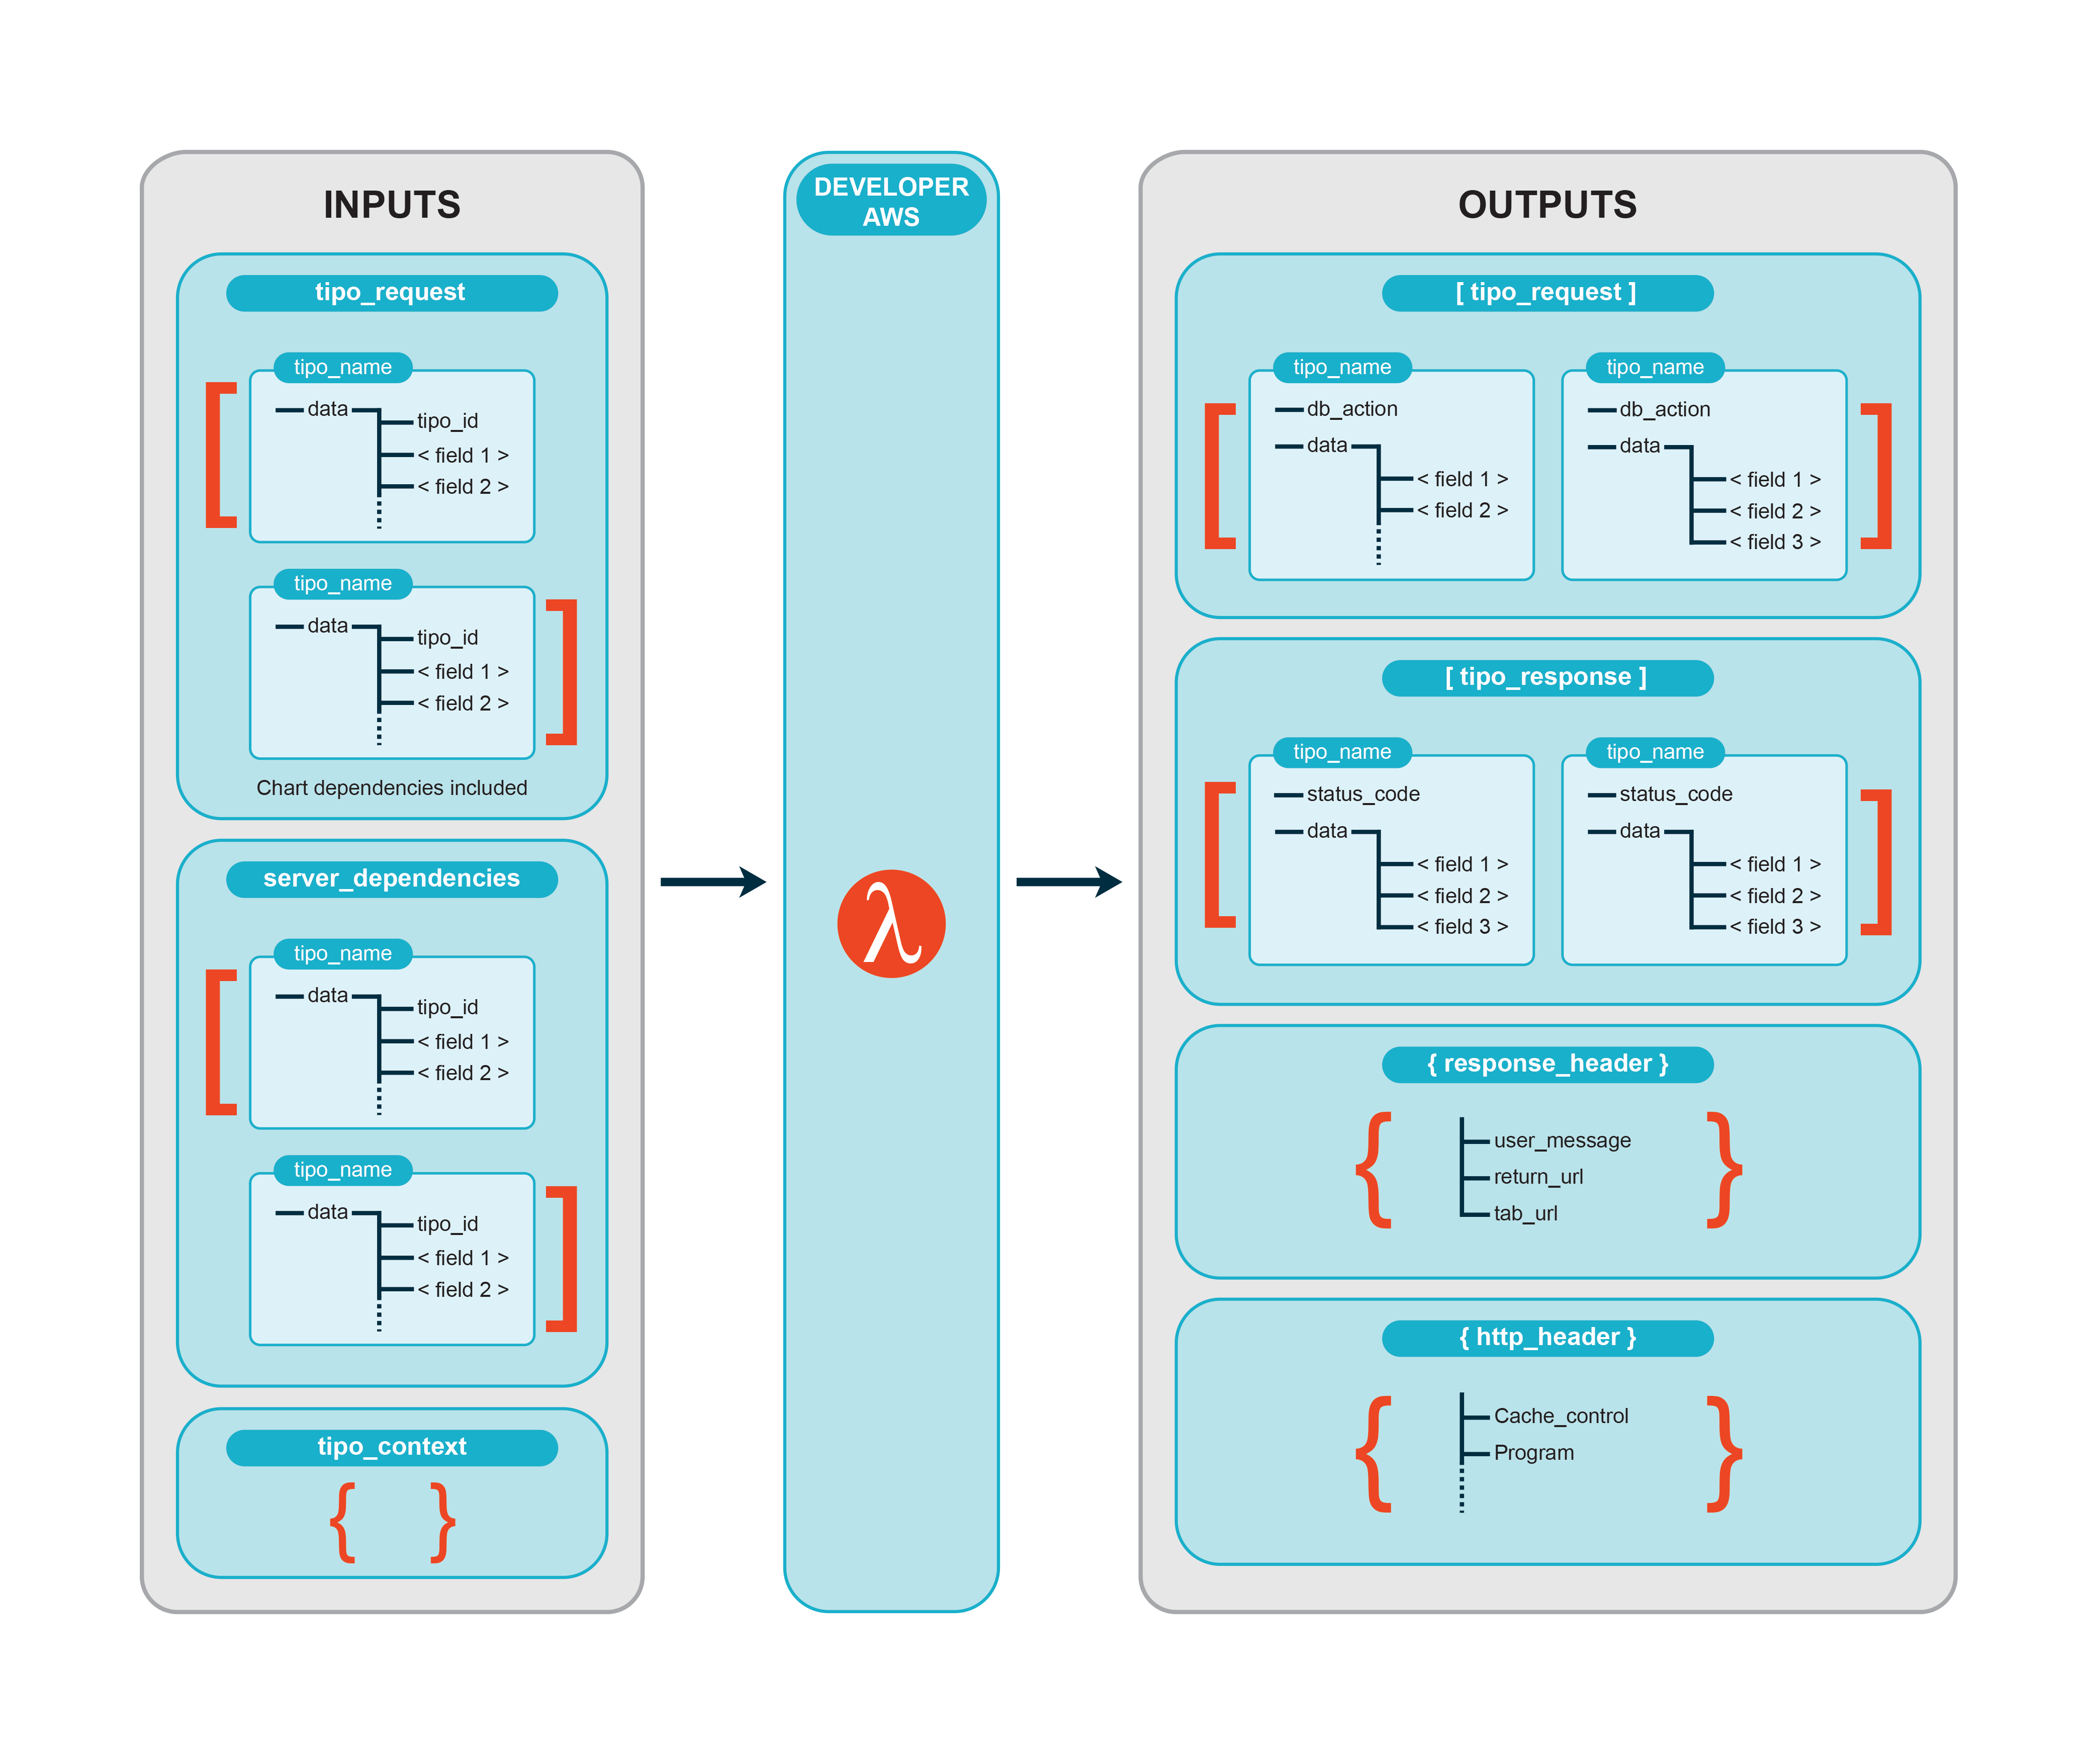 INPUTS
tipo_request
[
tipo_name
data
tipo_id
< field 1 >
< field 2 >
tipo_name
data
tipo_id
< field 1 >
< field 2 >
]
Chart dependencies included
server_dependencies
[
tipo_name
data
tipo_id
< field 1 >
< field 2 >
tipo_name
data
tipo_id
< field 1 >
< field 2 >
]
tipo_context
{ }
DEVELOPER
AWS
λ
OUTPUTS
[ tipo_request ]
[
tipo_name
db_action
data
< field 1 >
< field 2 >
tipo_name
db_action
data
< field 1 >
< field 2 >
< field 3 >
]
[ tipo_response ]
[
tipo_name
status_code
data
< field 1 >
< field 2 >
< field 3 >
tipo_name
status_code
data
< field 1 >
< field 2 >
< field 3 >
]
{ response_header }
{
user_message
return_url
tab_url
}
{ http_header }
{
Cache_control
Program
}